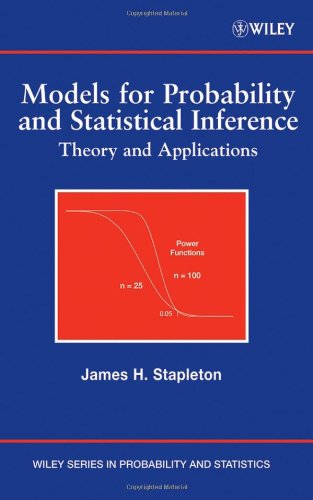 WILEY
Models for Probability
and Statistical Inference
Theory and Applications
Power
Functions
n = 100
n = 25
0.05
James H. Stapleton
WILEY SERIES IN PROBABILITY AND STATISTICS